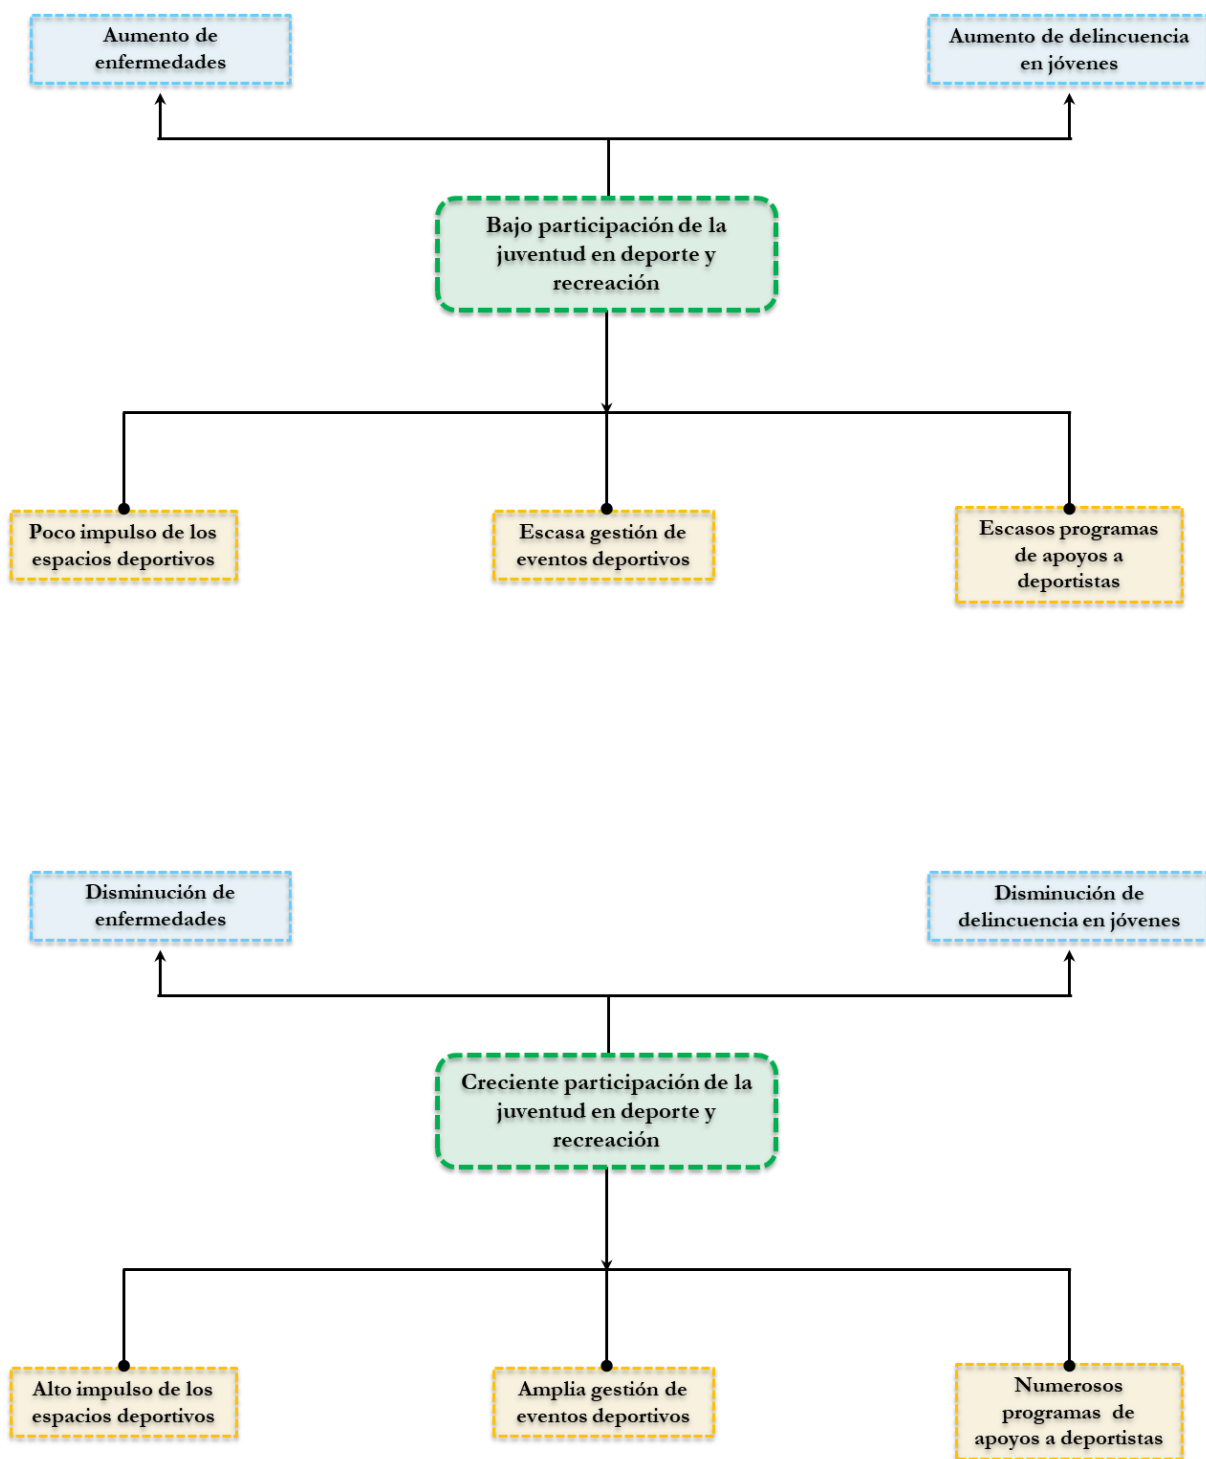 Aumento de
enfermedades
Aumento de delincuencia
en jóvenes
Bajo participación de la
juventud en deporte y
recreación
Poco impulso de los
espacios deportivos
Escasa gestión de
eventos deportivos
Escasos programas
de apoyos a
deportistas
Disminución de
enfermedades
Disminución de
delincuencia en jóvenes
Creciente participación de la
juventud en deporte y
recreación
Alto impulso de los
espacios deportivos
Amplia gestión de
eventos deportivos
Numerosos
programas de
apoyos a deportistas